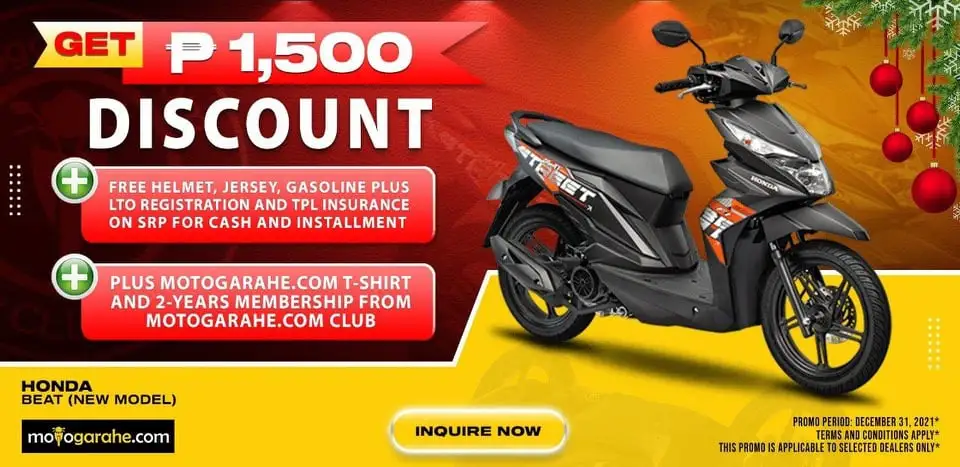 GET ₱ 1,500
DISCOUNT
FREE HELMET, JERSEY, GASOLINE PLUS
LTO REGISTRATION AND TPL INSURANCE
ON SRP FOR CASH AND INSTALLMENT
PLUS MOTOGARAHE.COM T-SHIRT
AND 2-YEARS MEMBERSHIP FROM
MOTOGARAHE.COM CLUB
HONDA
STREET
HONDA
BEAT (NEW MODEL)
motogarahe.com
INQUIRE NOW
PROMO PERIOD: DECEMBER 31, 2021*
TERMS AND CONDITIONS APPLY*
THIS PROMO IS APPLICABLE TO SELECTED DEALERS ONLY*